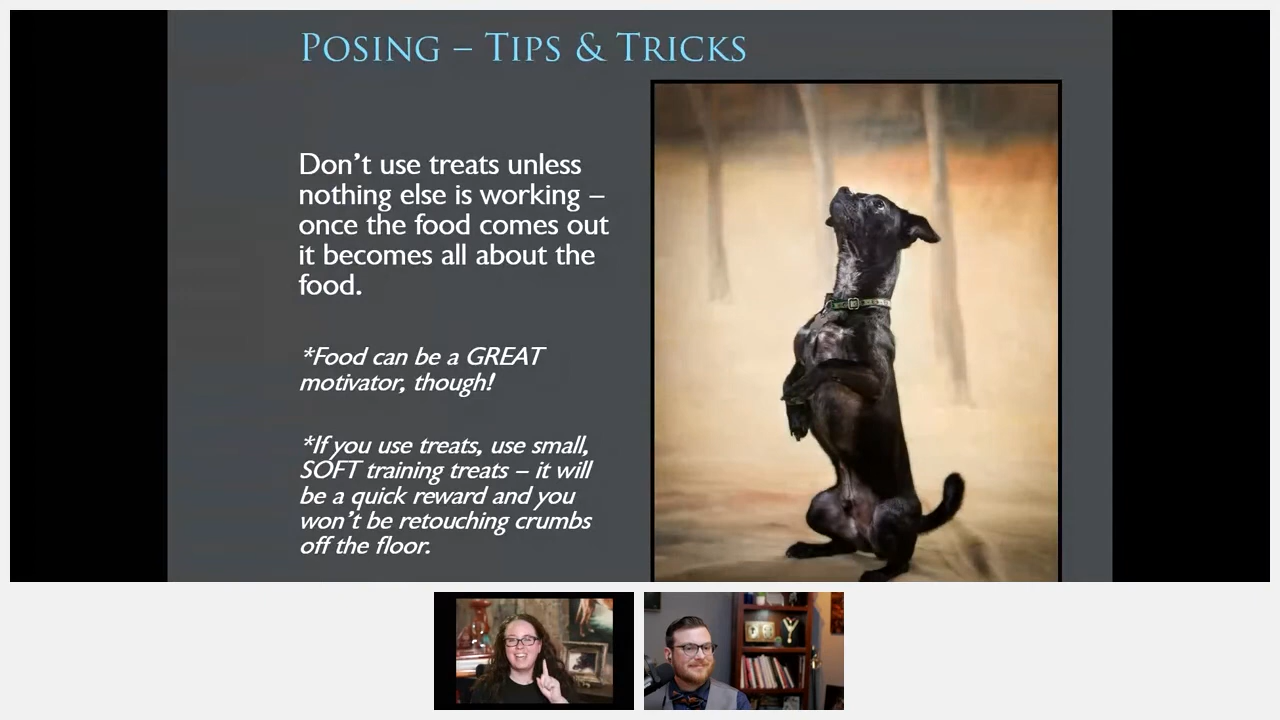 POSING – TIPS & TRICKS
Don't use treats unless
nothing else is working –
once the food comes out
it becomes all about the
food.
*Food can be a GREAT
motivator, though!
*If you use treats, use small,
SOFT training treats – it will
be a quick reward and you
won't be retouching crumbs
off the floor.